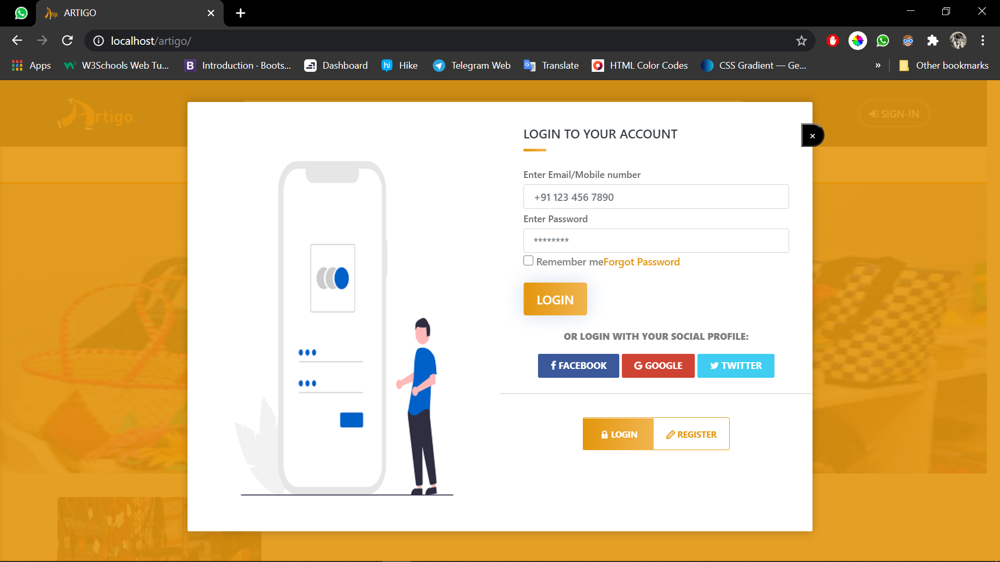 ARTIGO
localhost/artigo/
Apps
W3Schools Web Tu...
B Introduction · Boots...
Dashboard
hi Hike
Telegram Web
Translate
HTML Color Codes
CSS Gradient — Ge...
»
Other bookmarks
Artigo.
SIGN-IN
LOGIN TO YOUR ACCOUNT
×
Enter Email/Mobile number
+91 123 456 7890
Enter Password
********
Remember meForgot Password
LOGIN
OR LOGIN WITH YOUR SOCIAL PROFILE:
f FACEBOOK
G GOOGLE
TWITTER
LOGIN
REGISTER